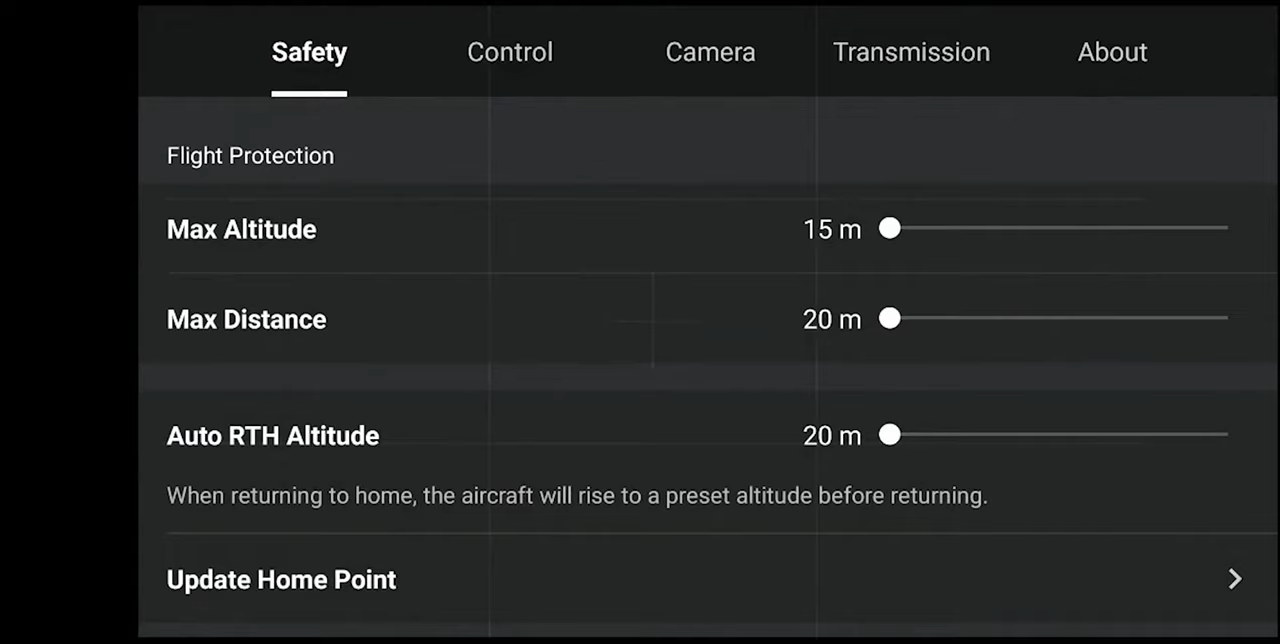 Safety Control Camera Transmission About
Flight Protection
Max Altitude 15 m
Max Distance 20 m
Auto RTH Altitude 20 m
When returning to home, the aircraft will rise to a preset altitude before returning.
Update Home Point